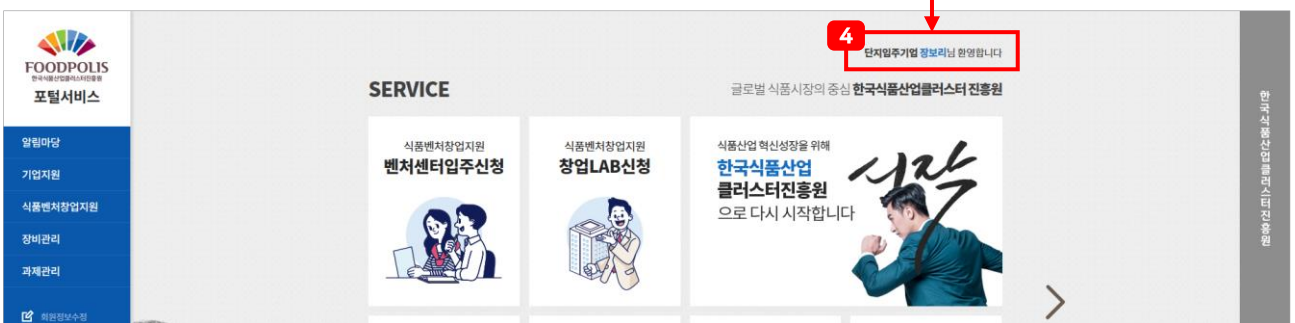 FOODPOLIS
한국식품산업클러스터진흥원
포털서비스
알림마당
기업지원
식품벤처창업지원
장비관리
과제관리
회원정보수정
4
단지입주기업 장보리님 환영합니다
SERVICE
글로벌 식품시장의 중심 한국식품산업클러스터 진흥원
식품벤처창업지원
벤처센터입주신청
식품벤처창업지원
창업LAB신청
식품산업 혁신성장을 위해
한국식품산업
클러스터진흥원
으로 다시 시작합니다
시작
한국식품산업클러스터진흥원